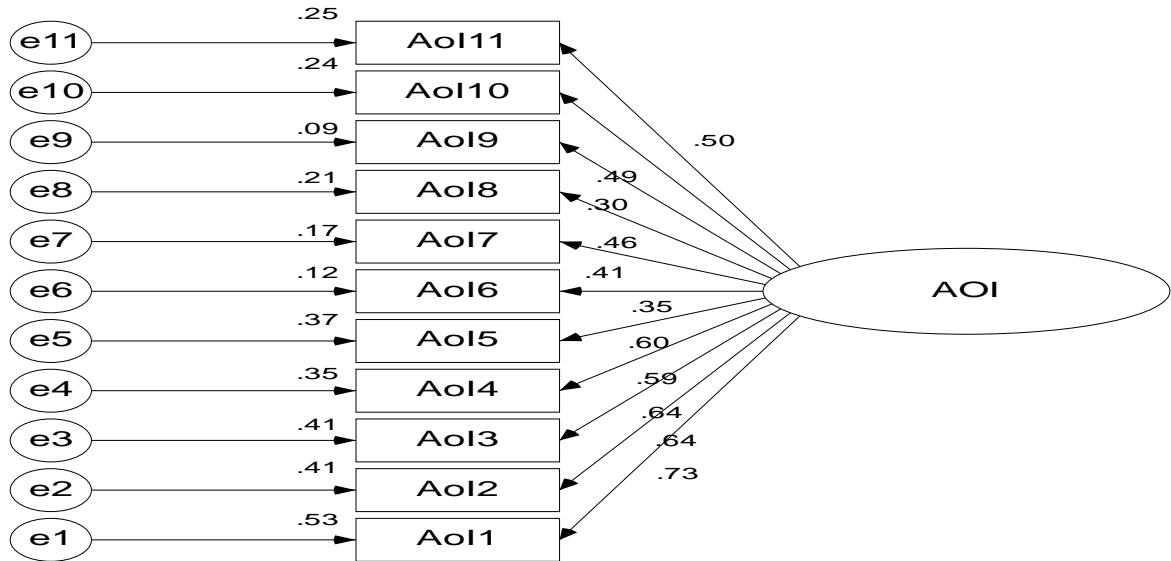 .25
e11 AoI11
.24
e10 AoI10
.50
.09
e9 AoI9
.49
.21
e8 AoI8
.30
.17
e7 AoI7
.46
.12
.41
e6 AoI6
AOI
.37
.35
e5 AoI5
.60
.35
e4 AoI4
.59
.41
.64
e3 AoI3
.64
.41
.73
e2 AoI2
.53
e1 AoI1